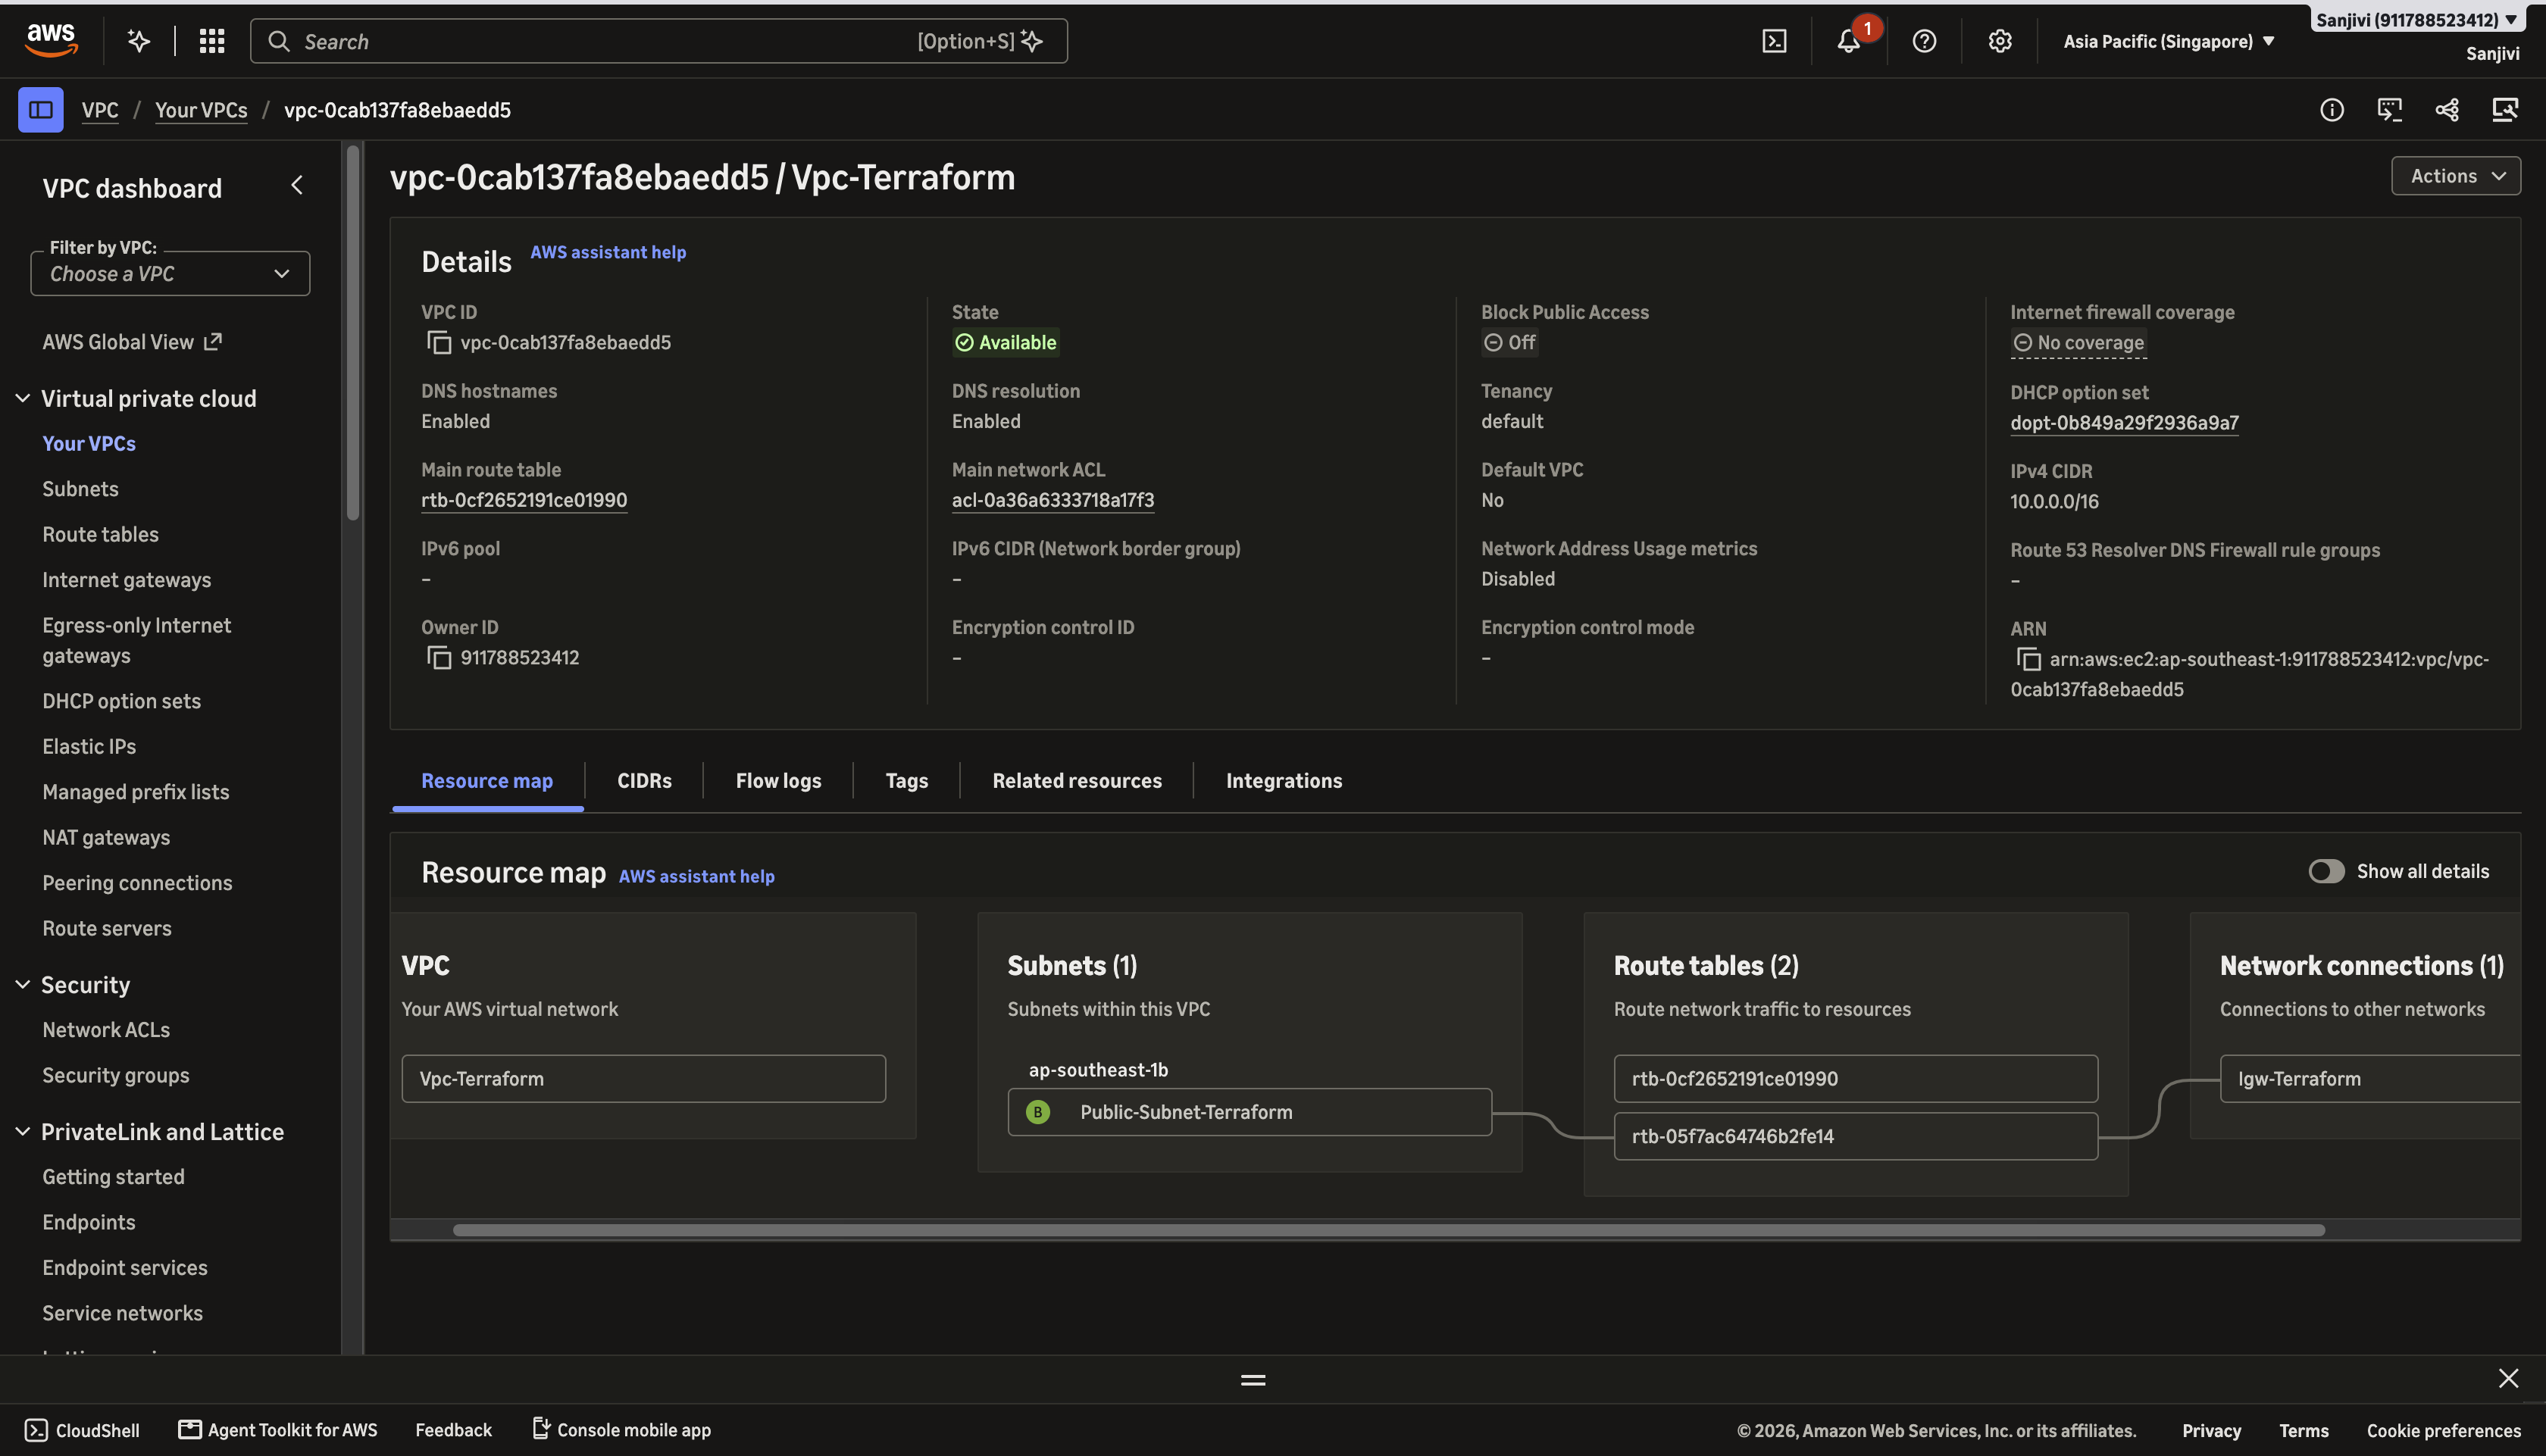 aws
Search
[Option+S]
1
Asia Pacific (Singapore)
Sanjivi (911788523412)
Sanjivi
VPC / Your VPCs / vpc-0cab137fa8ebaedd5
VPC dashboard
Filter by VPC:
Choose a VPC
AWS Global View
Virtual private cloud
Your VPCs
Subnets
Route tables
Internet gateways
Egress-only Internet
gateways
DHCP option sets
Elastic IPs
Managed prefix lists
NAT gateways
Peering connections
Route servers
Security
Network ACLs
Security groups
PrivateLink and Lattice
Getting started
Endpoints
Endpoint services
Service networks
vpc-0cab137fa8ebaedd5 / Vpc-Terraform
Actions
Details
AWS assistant help
VPC ID
vpc-0cab137fa8ebaedd5
State
Available
Block Public Access
Off
Internet firewall coverage
No coverage
DNS hostnames
Enabled
DNS resolution
Enabled
Tenancy
default
DHCP option set
dopt-0b849a29f2936a9a7
Main route table
rtb-0cf2652191ce01990
Main network ACL
acl-0a36a6333718a17f3
Default VPC
No
IPv4 CIDR
10.0.0.0/16
IPv6 pool
–
IPv6 CIDR (Network border group)
–
Network Address Usage metrics
Disabled
Route 53 Resolver DNS Firewall rule groups
–
Owner ID
911788523412
Encryption control ID
–
Encryption control mode
–
ARN
arn:aws:ec2:ap-southeast-1:911788523412:vpc/vpc-
0cab137fa8ebaedd5
Resource map
CIDRs
Flow logs
Tags
Related resources
Integrations
Resource map
AWS assistant help
Show all details
VPC
Your AWS virtual network
Vpc-Terraform
Subnets (1)
Subnets within this VPC
ap-southeast-1b
B
Public-Subnet-Terraform
Route tables (2)
Route network traffic to resources
rtb-0cf2652191ce01990
rtb-05f7ac64746b2fe14
Network connections (1)
Connections to other networks
Igw-Terraform
CloudShell
Agent Toolkit for AWS
Feedback
Console mobile app
© 2026, Amazon Web Services, Inc. or its affiliates.
Privacy
Terms
Cookie preferences